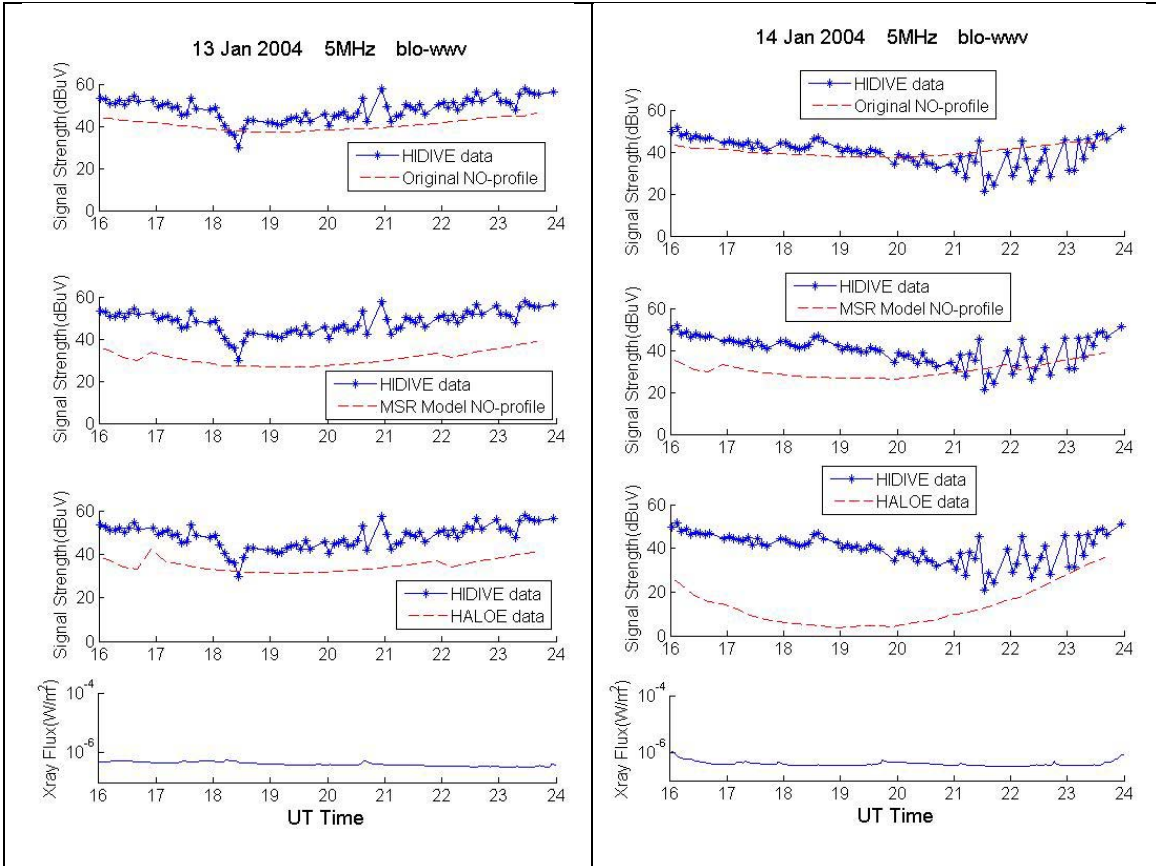 13 Jan 2004 5MHz blo-wwv
Signal Strength(dBuV)
60
40
20
0
HIDIVE data
Original NO-profile
16 17 18 19 20 21 22 23 24
Signal Strength(dBuV)
60
40
20
0
HIDIVE data
MSR Model NO-profile
16 17 18 19 20 21 22 23 24
Signal Strength(dBuV)
60
40
20
0
HIDIVE data
HALOE data
16 17 18 19 20 21 22 23 24
Xray Flux(W/m²)
10⁻⁴
10⁻⁶
16 17 18 19 20 21 22 23 24
UT Time
14 Jan 2004 5MHz blo-wwv
HIDIVE data
Original NO-profile
Signal Strength(dBuV)
60
40
20
0
16 17 18 19 20 21 22 23 24
HIDIVE data
MSR Model NO-profile
Signal Strength(dBuV)
60
40
20
0
16 17 18 19 20 21 22 23 24
HIDIVE data
HALOE data
Signal Strength(dBuV)
60
40
20
0
16 17 18 19 20 21 22 23 24
Xray Flux(W/m²)
10⁻⁴
10⁻⁶
16 17 18 19 20 21 22 23 24
UT Time